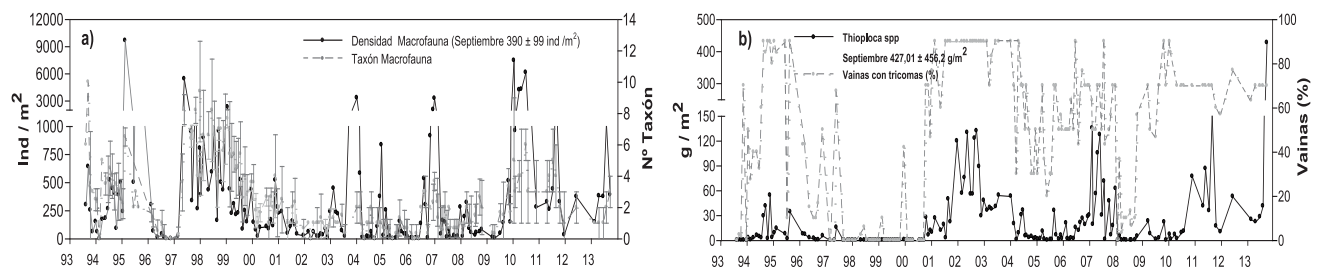 a)
Densidad Macrofauna (Septiembre 390 ± 99 ind /m²)
Taxón Macrofauna
Ind / m²
12000
9000
6000
3000
1000
750
500
250
0
14
12
10
8
6
4
2
0
Nº Taxón
93 94 95 96 97 98 99 00 01 02 03 04 05 06 07 08 09 10 11 12 13
b)
Thioploca spp
Septiembre 427,01 ± 456,2 g/m²
Vainas con tricomas (%)
g / m²
500
400
300
200
150
120
90
60
30
0
100
80
60
40
20
0
Vainas (%)
93 94 95 96 97 98 99 00 01 02 03 04 05 06 07 08 09 10 11 12 13